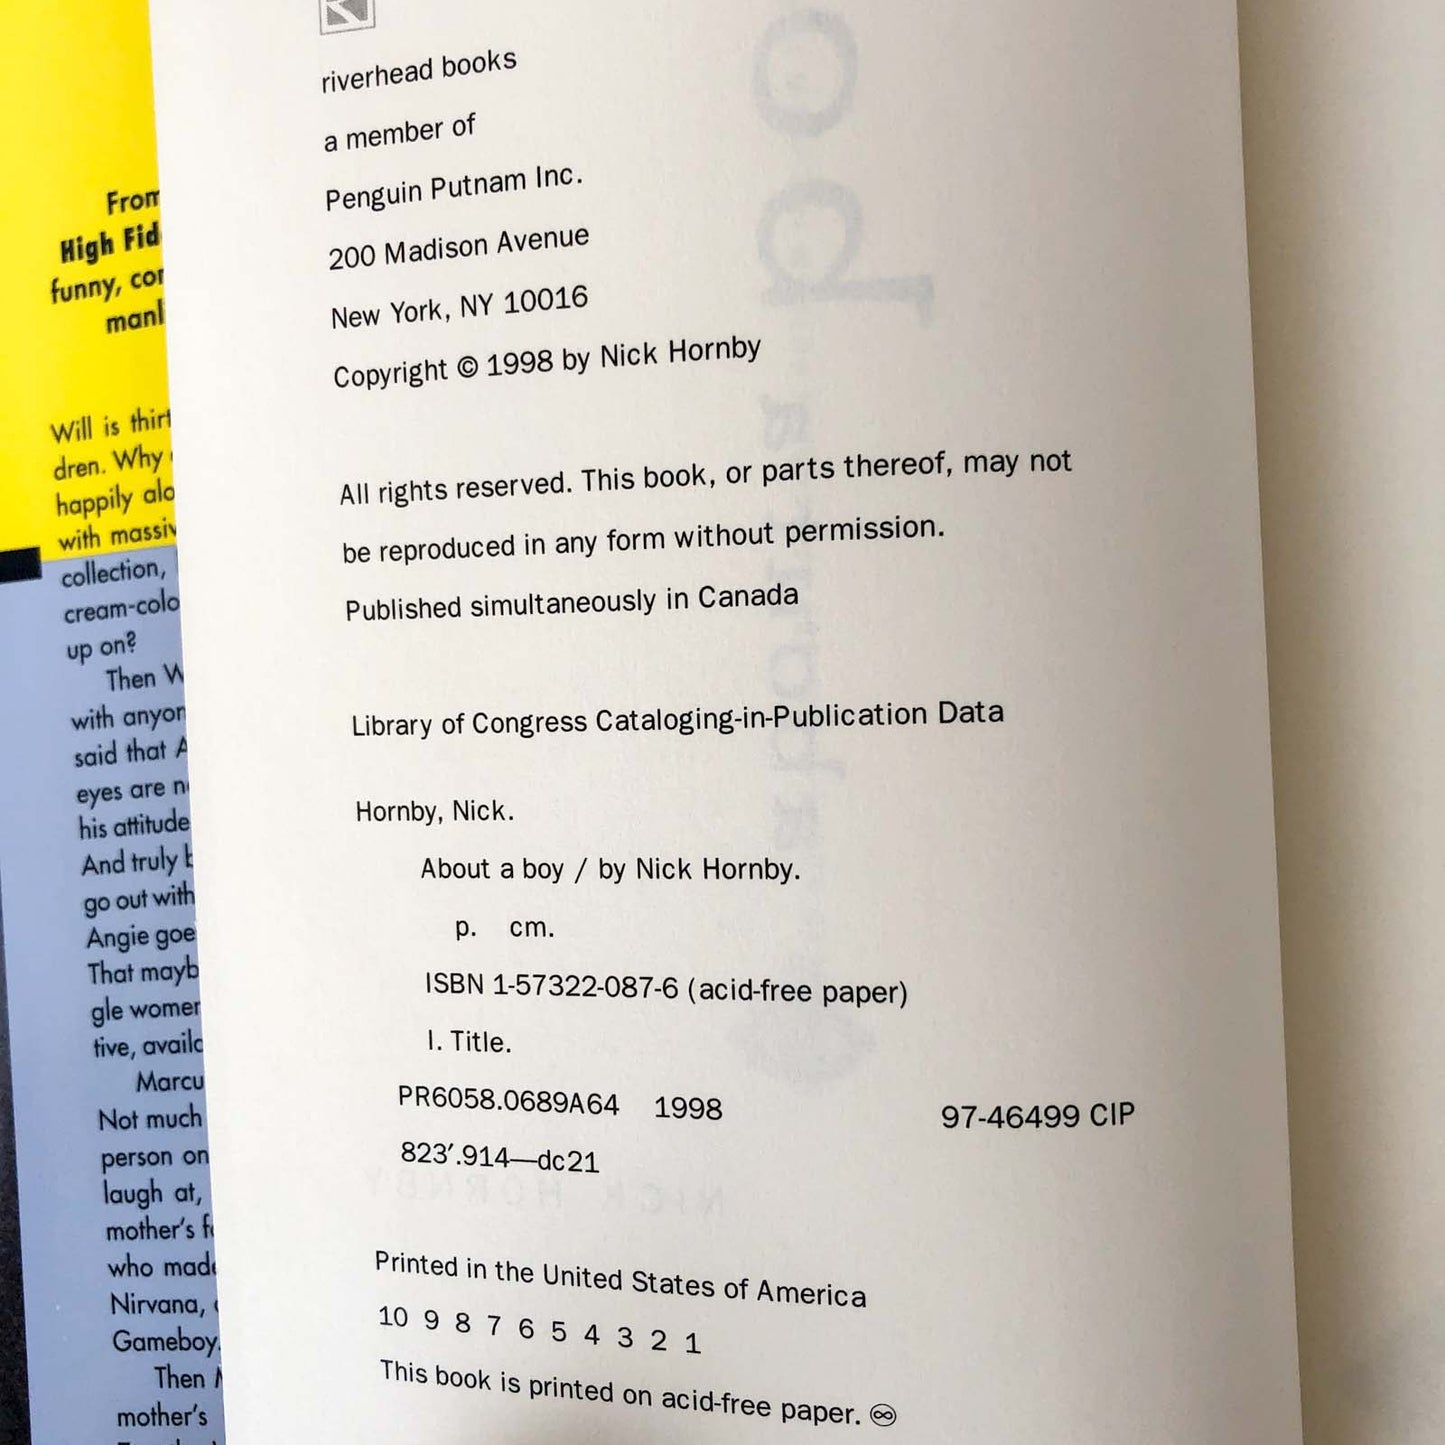 From
High Fid
funny, cor
manl
Will is thirt
dren. Why
happily alo
with massiv
collection,
cream-colo
up on?
Then W
with anyon
said that A
eyes are n
his attitude
And truly b
go out with
Angie goe
That mayb
gle women
tive, availa
Marcu
Not much
person on
laugh at,
mother's f
who made
Nirvana,
Gameboy.
Then
mother's
riverhead books
a member of
Penguin Putnam Inc.
200 Madison Avenue
New York, NY 10016
Copyright © 1998 by Nick Hornby
All rights reserved. This book, or parts thereof, may not
be reproduced in any form without permission.
Published simultaneously in Canada
Library of Congress Cataloging-in-Publication Data
Hornby, Nick.
About a boy / by Nick Hornby.
p. cm.
ISBN 1-57322-087-6 (acid-free paper)
I. Title.
PR6058.0689A64 1998 97-46499 CIP
823′.914—dc21
Printed in the United States of America
10 9 8 7 6 5 4 3 2 1
This book is printed on acid-free paper. ♾